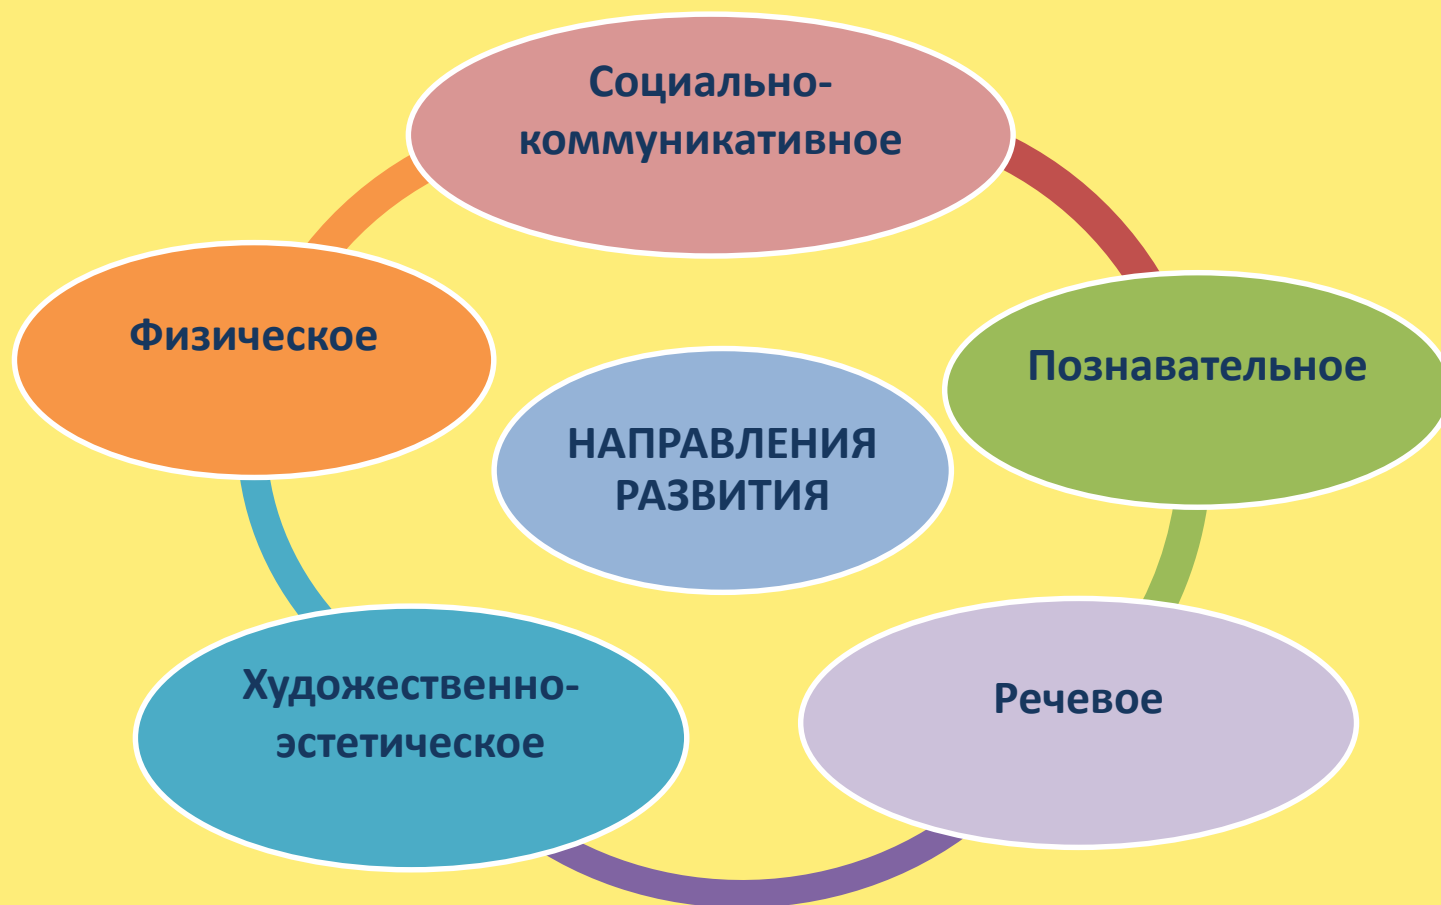 Социально-
коммуникативное
Физическое
Познавательное
НАПРАВЛЕНИЯ
РАЗВИТИЯ
Художественно-
эстетическое
Речевое